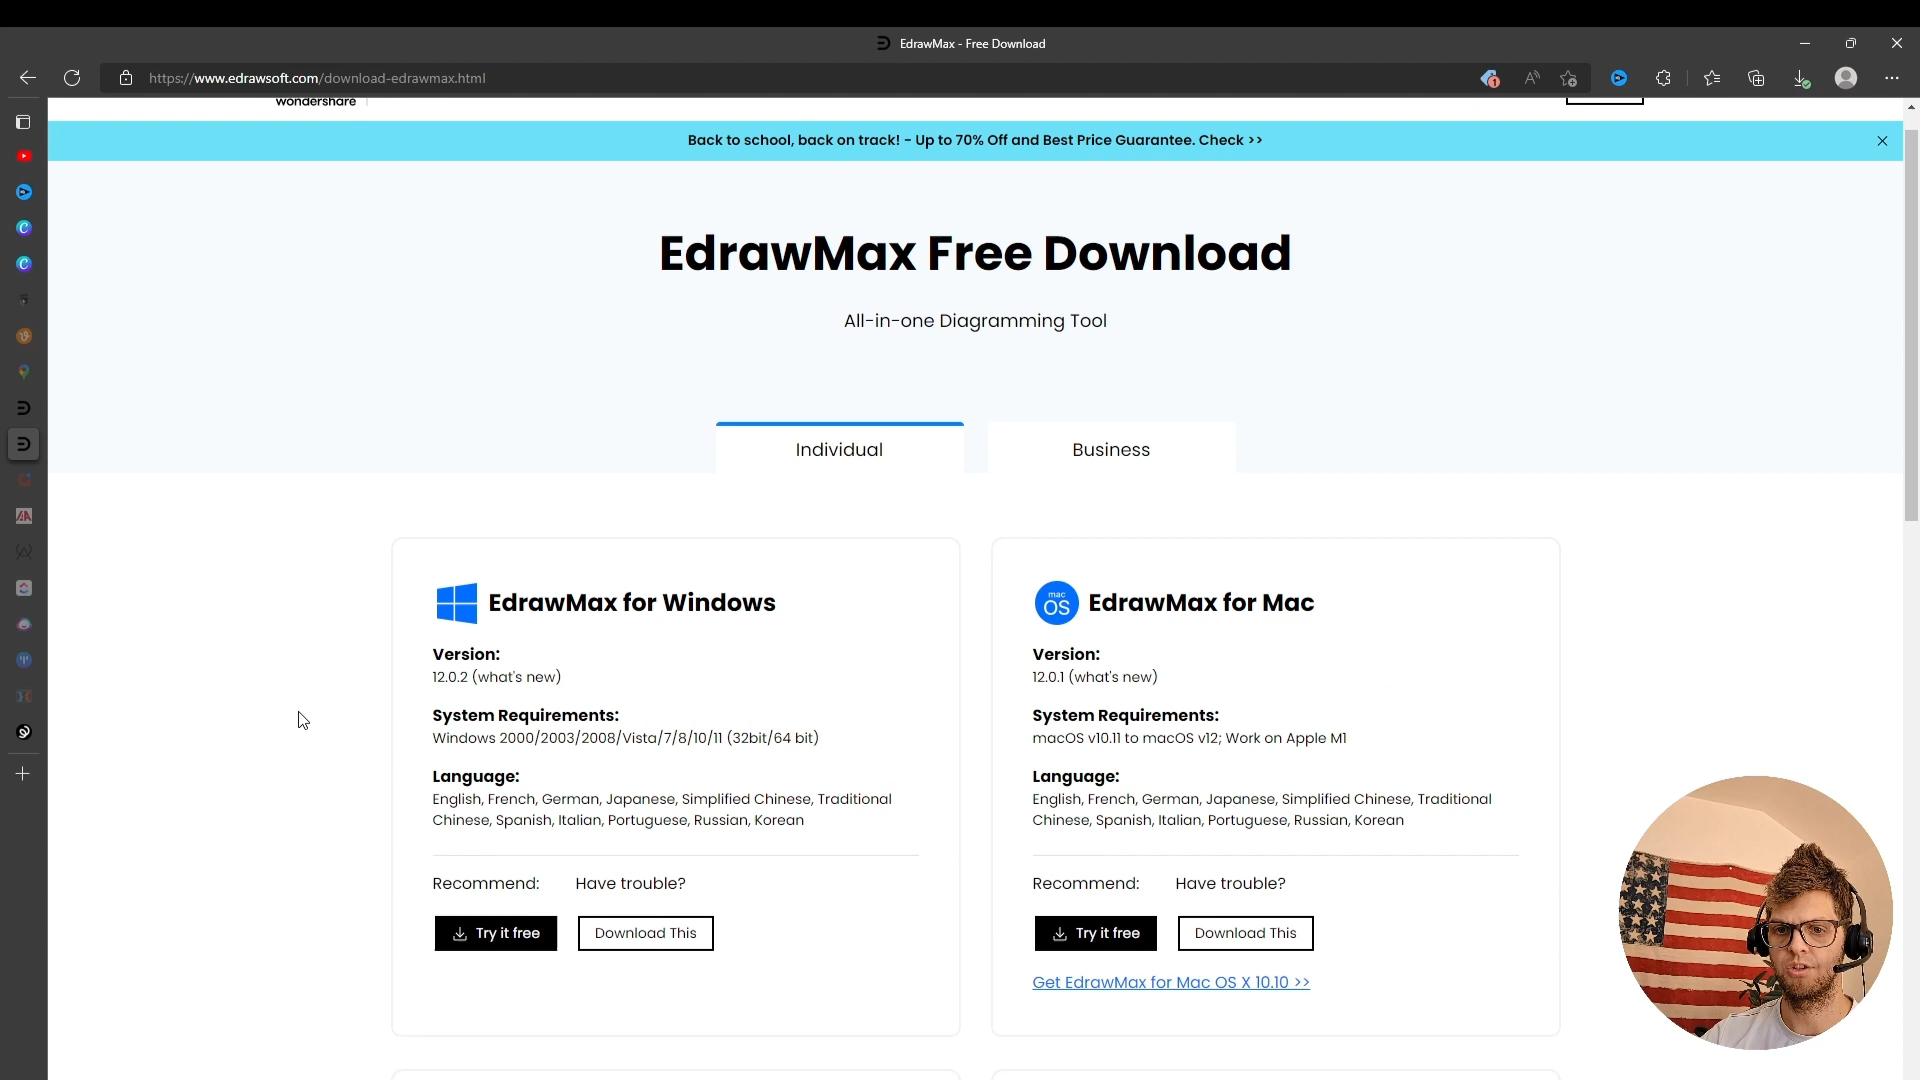 EdrawMax - Free Download
https://www.edrawsoft.com/download-edrawmax.html
1
wondershare
Back to school, back on track! - Up to 70% Off and Best Price Guarantee. Check >>
EdrawMax Free Download
All-in-one Diagramming Tool
Individual
Business
EdrawMax for Windows
Version:
12.0.2 (what's new)
System Requirements:
Windows 2000/2003/2008/Vista/7/8/10/11 (32bit/64 bit)
Language:
English, French, German, Japanese, Simplified Chinese, Traditional
Chinese, Spanish, Italian, Portuguese, Russian, Korean
Recommend: Have trouble?
Try it free
Download This
mac
OS
EdrawMax for Mac
Version:
12.0.1 (what's new)
System Requirements:
macOS v10.11 to macOS v12; Work on Apple M1
Language:
English, French, German, Japanese, Simplified Chinese, Traditional
Chinese, Spanish, Italian, Portuguese, Russian, Korean
Recommend: Have trouble?
Try it free
Download This
Get EdrawMax for Mac OS X 10.10 >>